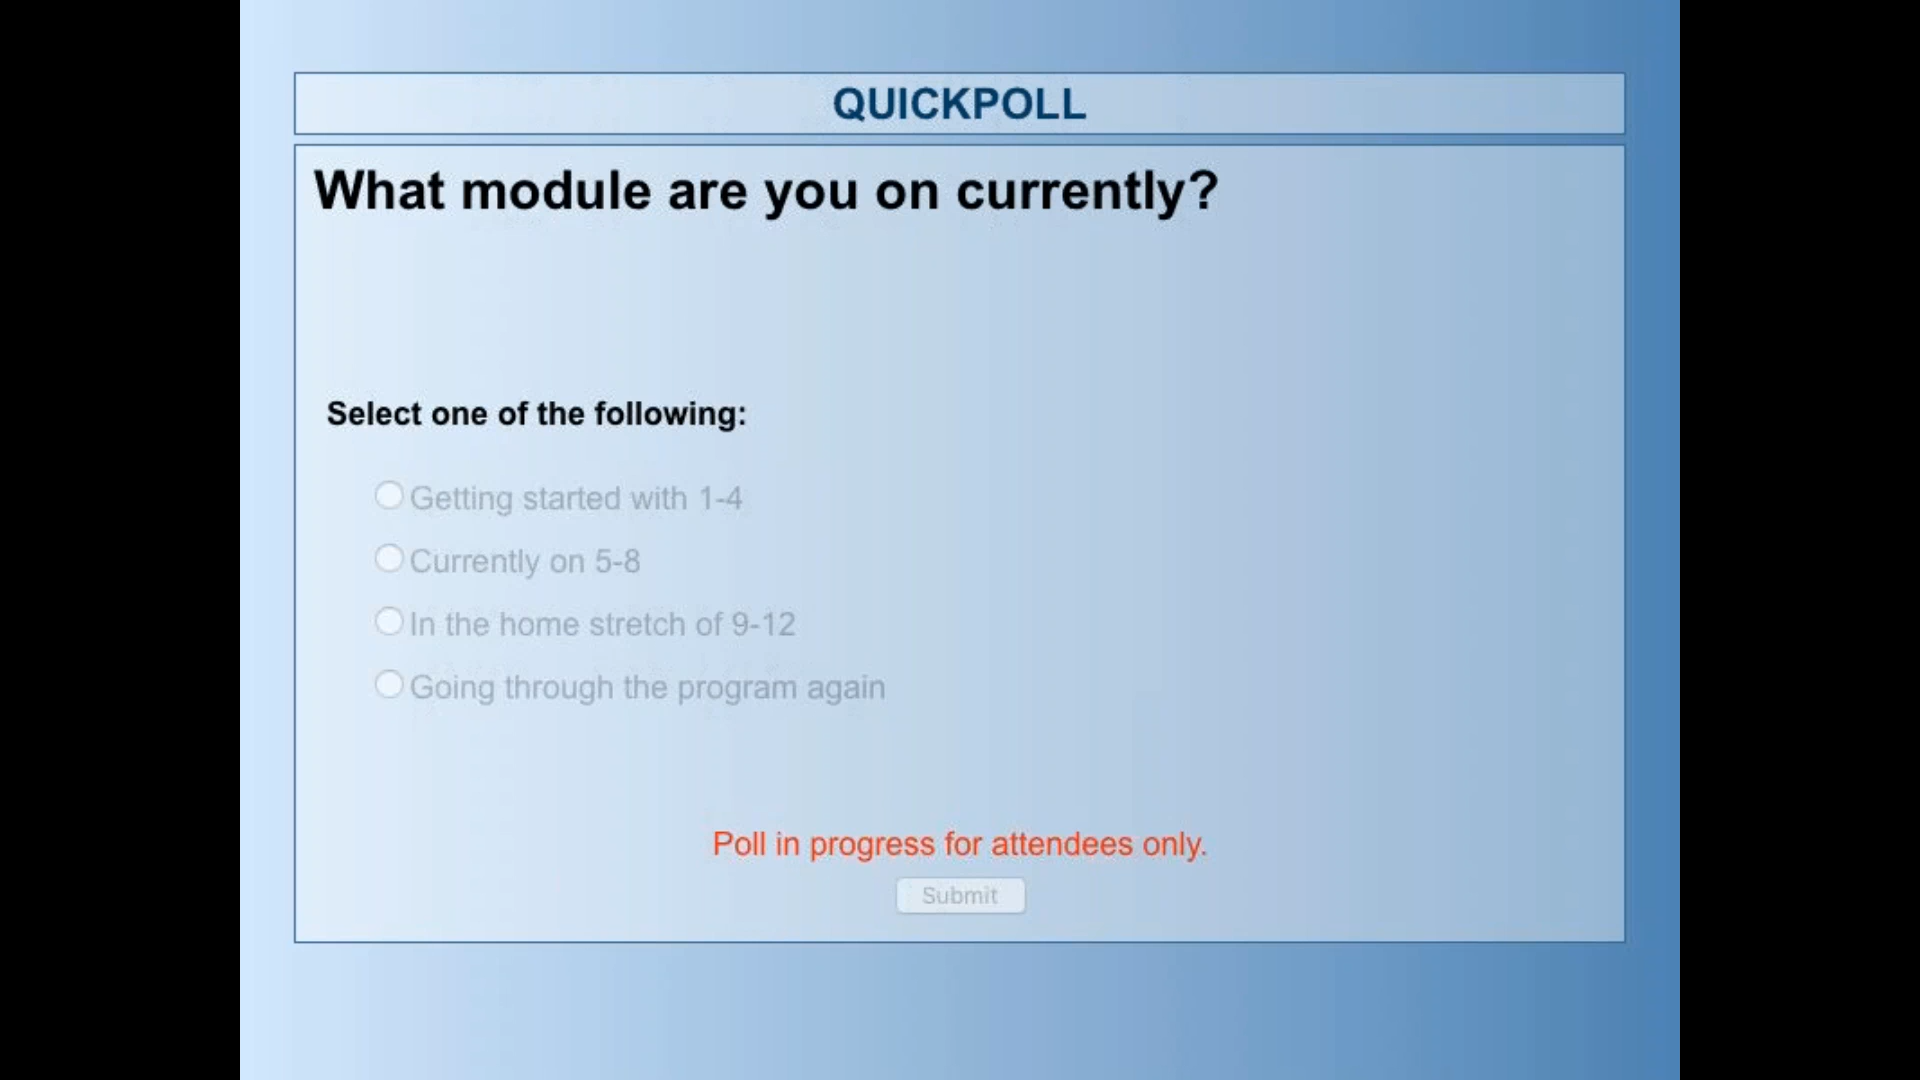 QUICKPOLL
What module are you on currently?
Select one of the following:
Getting started with 1-4
Currently on 5-8
In the home stretch of 9-12
Going through the program again
Poll in progress for attendees only.
Submit